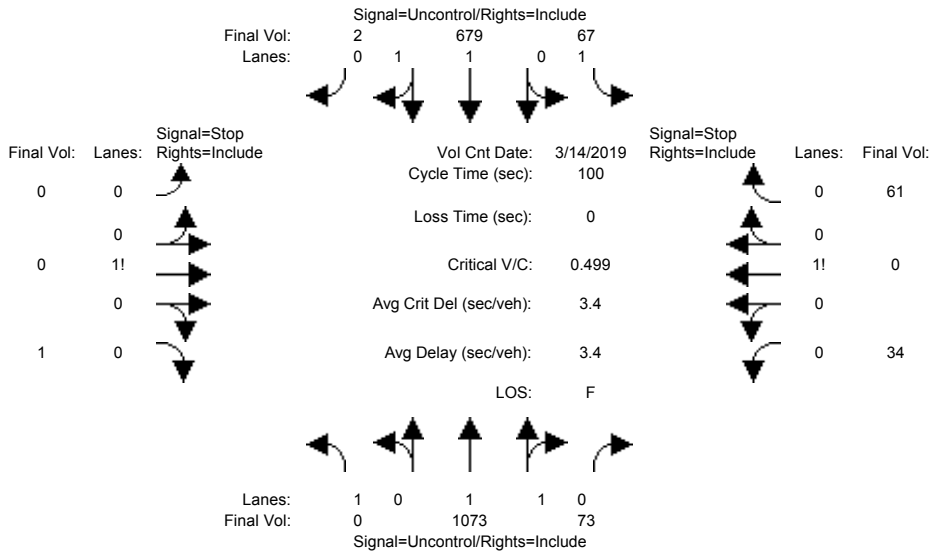 Signal=Uncontrol/Rights=Include
Final Vol: 2 679 67
Lanes: 0 1 1 0 1
Signal=Stop Signal=Stop
Final Vol: Lanes: Rights=Include Vol Cnt Date: 3/14/2019 Rights=Include Lanes: Final Vol:
Cycle Time (sec): 100
0 0 0 61
Loss Time (sec): 0
0 0
0 1! Critical V/C: 0.499 1! 0
0 Avg Crit Del (sec/veh): 3.4 0
1 0 Avg Delay (sec/veh): 3.4 0 34
LOS: F
Lanes: 1 0 1 1 0
Final Vol: 0 1073 73
Signal=Uncontrol/Rights=Include